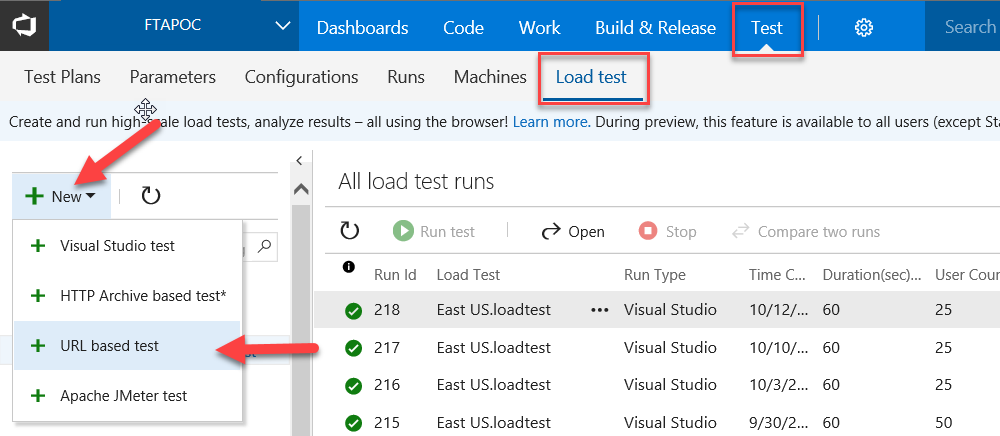 FTAPOC Dashboards Code Work Build & Release Test Search
Test Plans Parameters Configurations Runs Machines Load test
Create and run high-scale load tests, analyze results – all using the browser! Learn more. During preview, this feature is available to all users (except Sta
All load test runs
New
Run test Open Stop Compare two runs
Visual Studio test
HTTP Archive based test*
URL based test
Apache JMeter test
Run Id Load Test Run Type Time C... Duration(sec)... User Coun
218 East US.loadtest ... Visual Studio 10/12/... 60 25
217 East US.loadtest Visual Studio 10/10/... 60 25
216 East US.loadtest Visual Studio 10/3/2... 60 25
215 East US.loadtest Visual Studio 9/30/2... 60 50